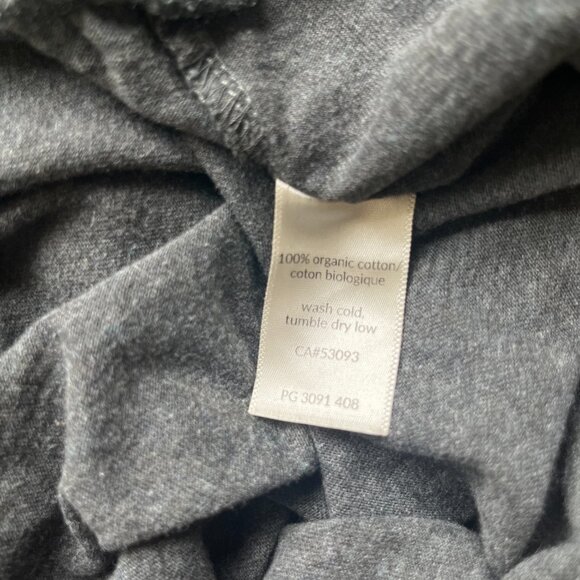 100% organic cotton/
coton biologique
wash cold,
tumble dry low
CA#53093
PG 3091 408